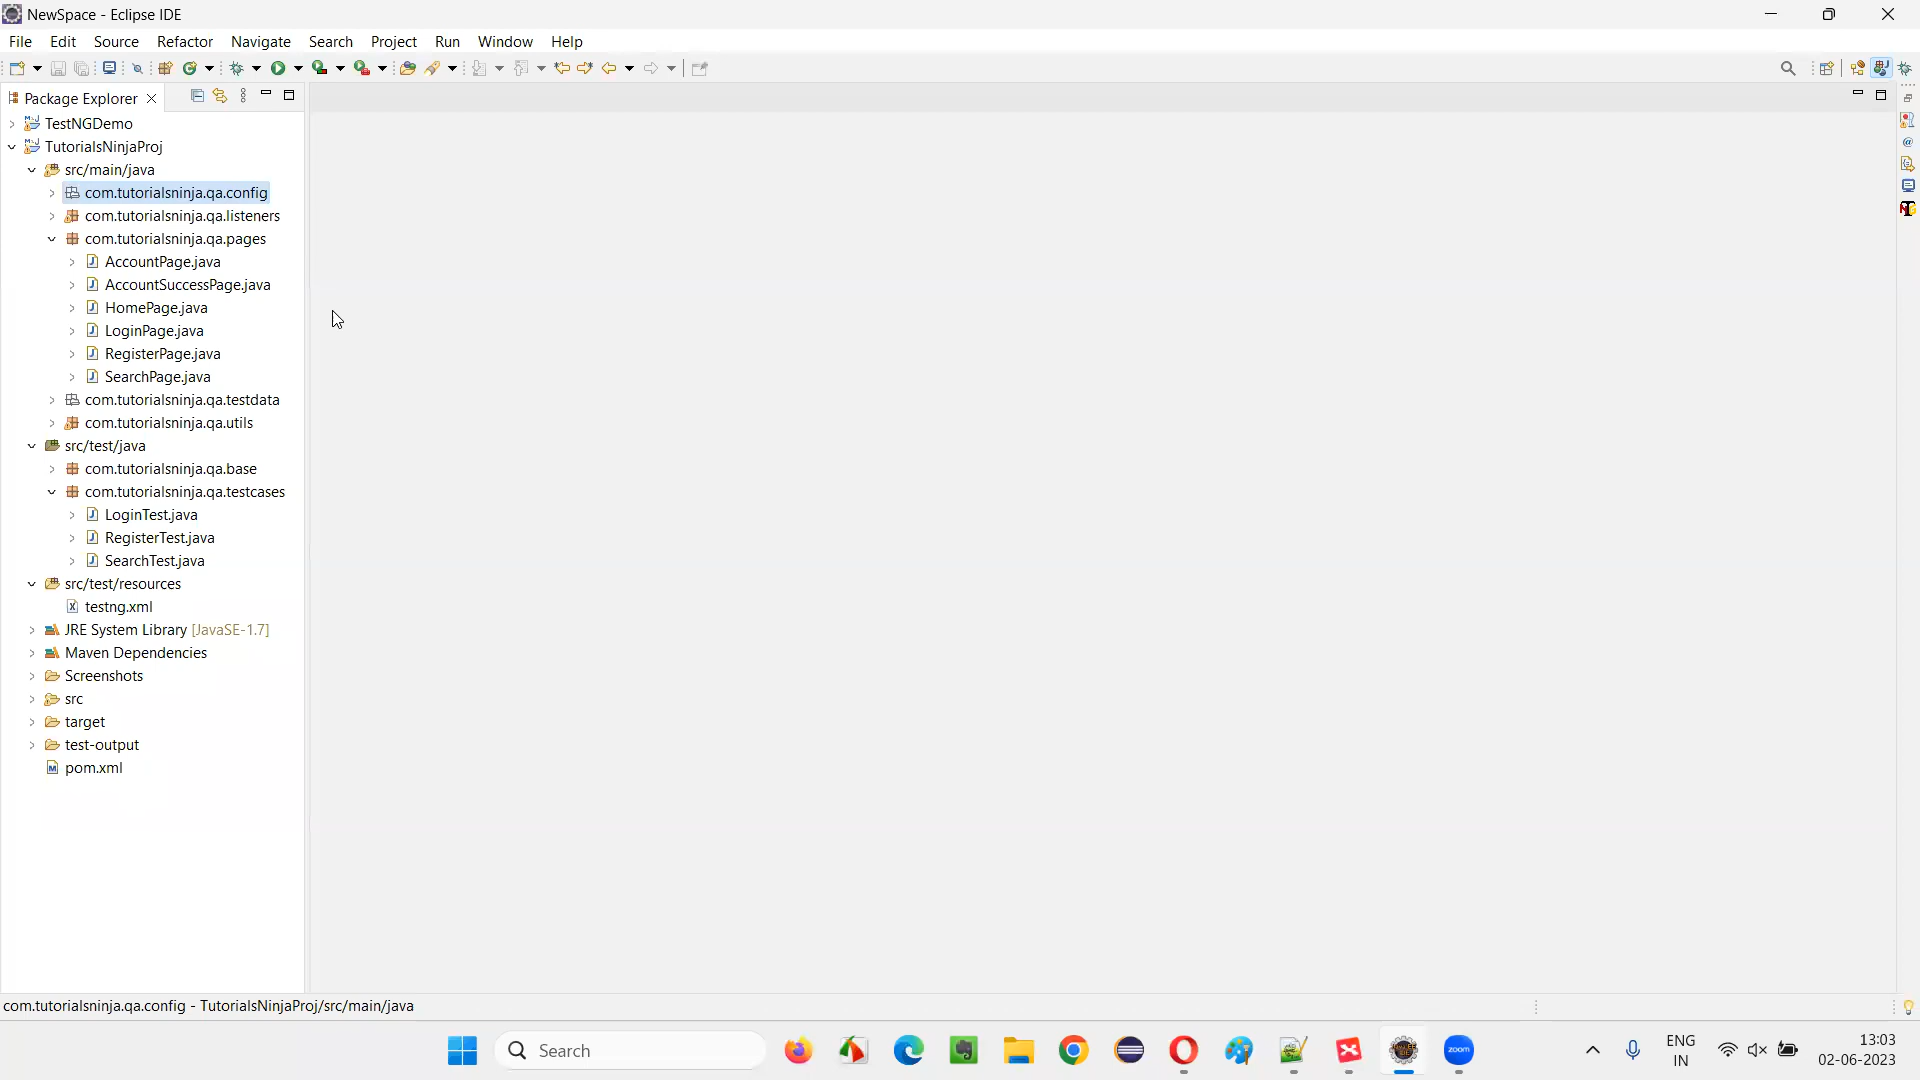 NewSpace - Eclipse IDE
File Edit Source Refactor Navigate Search Project Run Window Help
Package Explorer
TestNGDemo
TutorialsNinjaProj
src/main/java
com.tutorialsninja.qa.config
com.tutorialsninja.qa.listeners
com.tutorialsninja.qa.pages
AccountPage.java
AccountSuccessPage.java
HomePage.java
LoginPage.java
RegisterPage.java
SearchPage.java
com.tutorialsninja.qa.testdata
com.tutorialsninja.qa.utils
src/test/java
com.tutorialsninja.qa.base
com.tutorialsninja.qa.testcases
LoginTest.java
RegisterTest.java
SearchTest.java
src/test/resources
testng.xml
JRE System Library [JavaSE-1.7]
Maven Dependencies
Screenshots
src
target
test-output
pom.xml
com.tutorialsninja.qa.config - TutorialsNinjaProj/src/main/java
Search
zoom
ENG
IN
13:03
02-06-2023